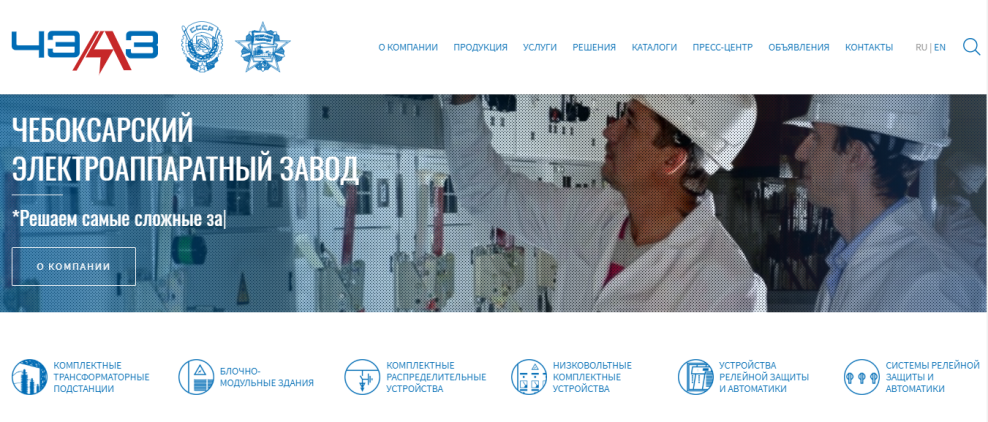 ЧЭАЗ
СССР
О КОМПАНИИ ПРОДУКЦИЯ УСЛУГИ РЕШЕНИЯ КАТАЛОГИ ПРЕСС-ЦЕНТР ОБЪЯВЛЕНИЯ КОНТАКТЫ RU | EN
ЧЕБОКСАРСКИЙ
ЭЛЕКТРОАППАРАТНЫЙ ЗАВОД
*Решаем самые сложные за|
О КОМПАНИИ
КОМПЛЕКТНЫЕ
ТРАНСФОРМАТОРНЫЕ
ПОДСТАНЦИИ
БЛОЧНО-
МОДУЛЬНЫЕ ЗДАНИЯ
КОМПЛЕКТНЫЕ
РАСПРЕДЕЛИТЕЛЬНЫЕ
УСТРОЙСТВА
НИЗКОВОЛЬТНЫЕ
КОМПЛЕКТНЫЕ
УСТРОЙСТВА
УСТРОЙСТВА
РЕЛЕЙНОЙ ЗАЩИТЫ
И АВТОМАТИКИ
СИСТЕМЫ РЕЛЕЙНОЙ
ЗАЩИТЫ И
АВТОМАТИКИ